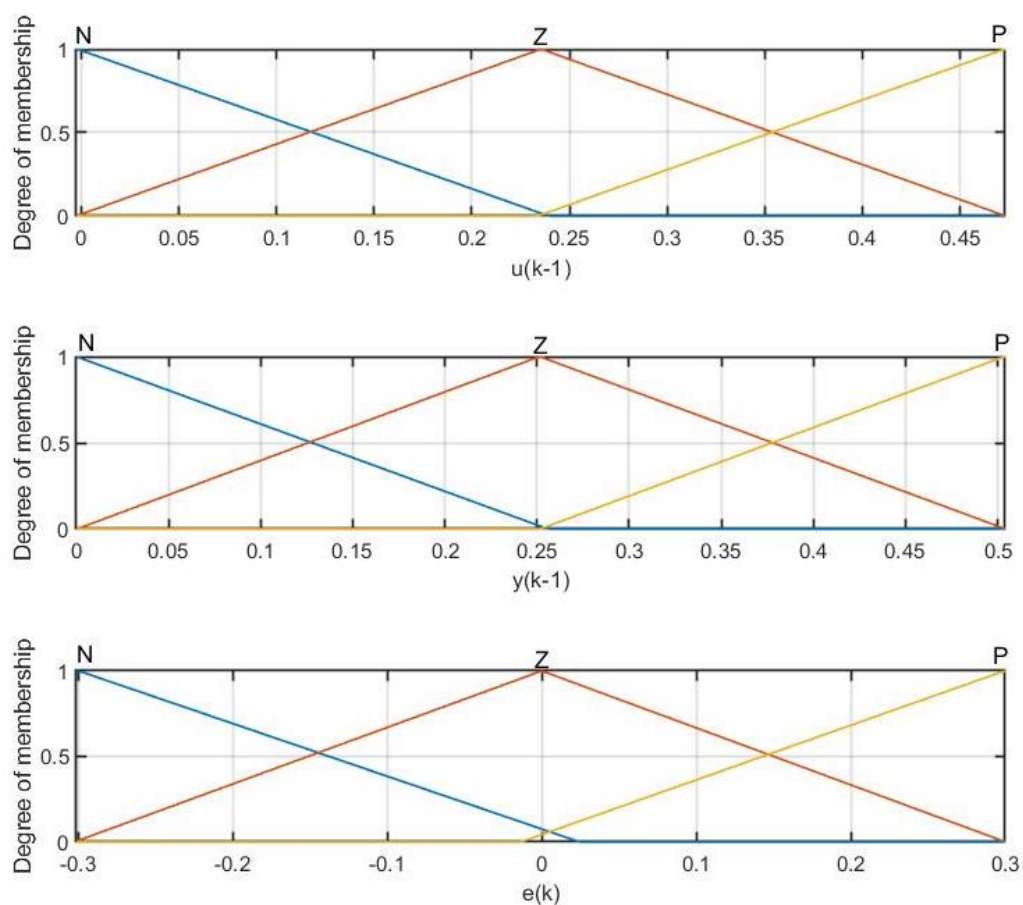 N Z P
Degree of membership
1
0.5
0
0 0.05 0.1 0.15 0.2 0.25 0.3 0.35 0.4 0.45
u(k-1)
N Z P
Degree of membership
1
0.5
0
0 0.05 0.1 0.15 0.2 0.25 0.3 0.35 0.4 0.45 0.5
y(k-1)
N Z P
Degree of membership
1
0.5
0
-0.3 -0.2 -0.1 0 0.1 0.2 0.3
e(k)